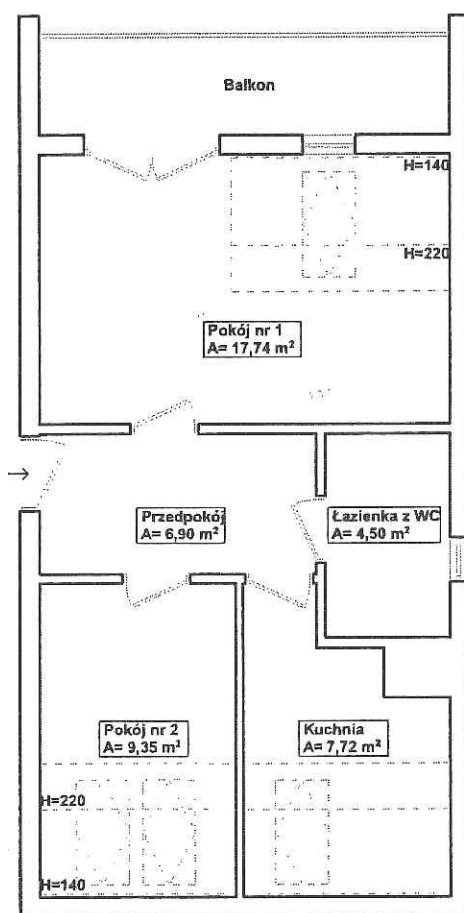 Balkon
H=140
H=220
Pokój nr 1
A= 17,74 m²
Przedpokój
A= 6,90 m²
Łazienka z WC
A= 4,50 m²
Pokój nr 2
A= 9,35 m²
Kuchnia
A= 7,72 m²
H=220
H=140